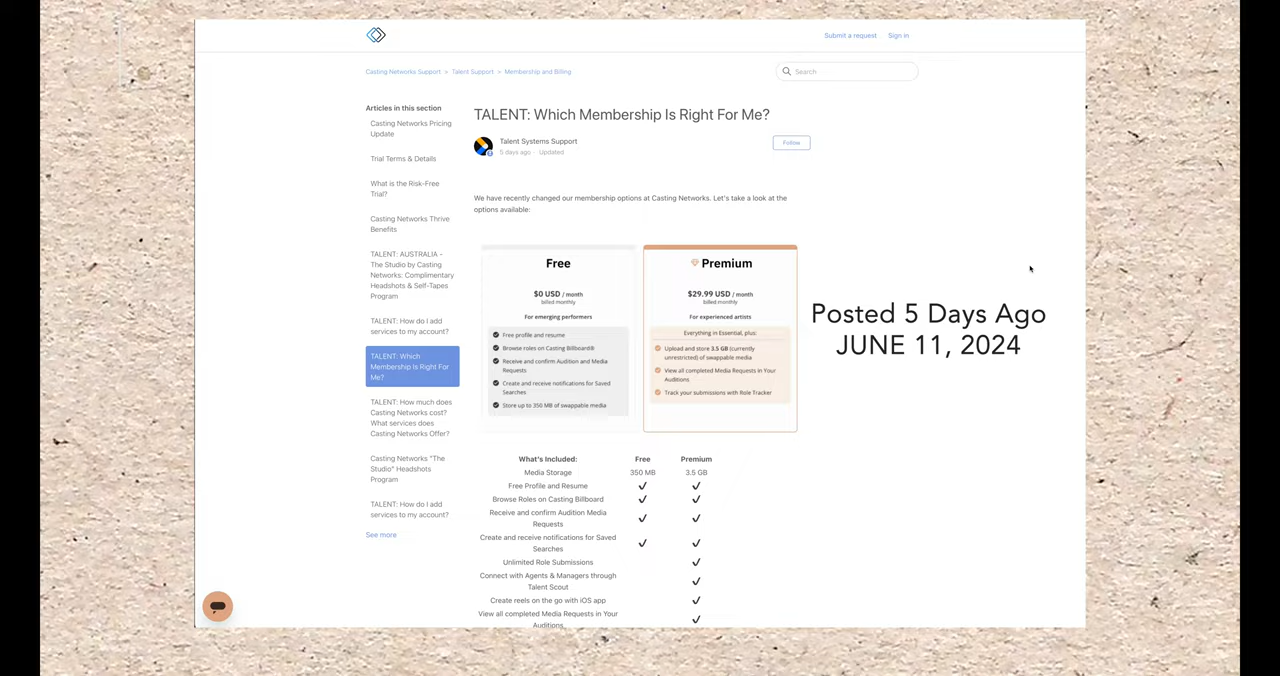 Submit a request
Sign in
Casting Networks Support > Talent Support > Membership and Billing
Search
Articles in this section
Casting Networks Pricing
Update
Trial Terms & Details
What is the Risk-Free
Trial?
Casting Networks Thrive
Benefits
TALENT: AUSTRALIA -
The Studio by Casting
Networks: Complimentary
Headshots & Self-Tapes
Program
TALENT: How do I add
services to my account?
TALENT: Which
Membership Is Right For
Me?
TALENT: How much does
Casting Networks cost?
What services does
Casting Networks Offer?
Casting Networks "The
Studio" Headshots
Program
TALENT: How do I add
services to my account?
See more
TALENT: Which Membership Is Right For Me?
Talent Systems Support
5 days ago · Updated
Follow
We have recently changed our membership options at Casting Networks. Let's take a look at the
options available:
Free
$0 USD / month
billed monthly
For emerging performers
Free profile and resume
Browse roles on Casting Billboard®
Receive and confirm Audition and Media
Requests
Create and receive notifications for Saved
Searches
Store up to 350 MB of swappable media
Premium
$29.99 USD / month
billed monthly
For experienced artists
Everything in Essential, plus:
Upload and store 3.5 GB (currently
unrestricted) of swappable media
View all completed Media Requests in Your
Auditions
Track your submissions with Role Tracker
Posted 5 Days Ago
JUNE 11, 2024
What's Included: Free Premium
Media Storage 350 MB 3.5 GB
Free Profile and Resume ✓ ✓
Browse Roles on Casting Billboard ✓ ✓
Receive and confirm Audition Media
Requests ✓ ✓
Create and receive notifications for Saved
Searches ✓ ✓
Unlimited Role Submissions ✓
Connect with Agents & Managers through
Talent Scout ✓
Create reels on the go with iOS app ✓
View all completed Media Requests in Your
Auditions ✓